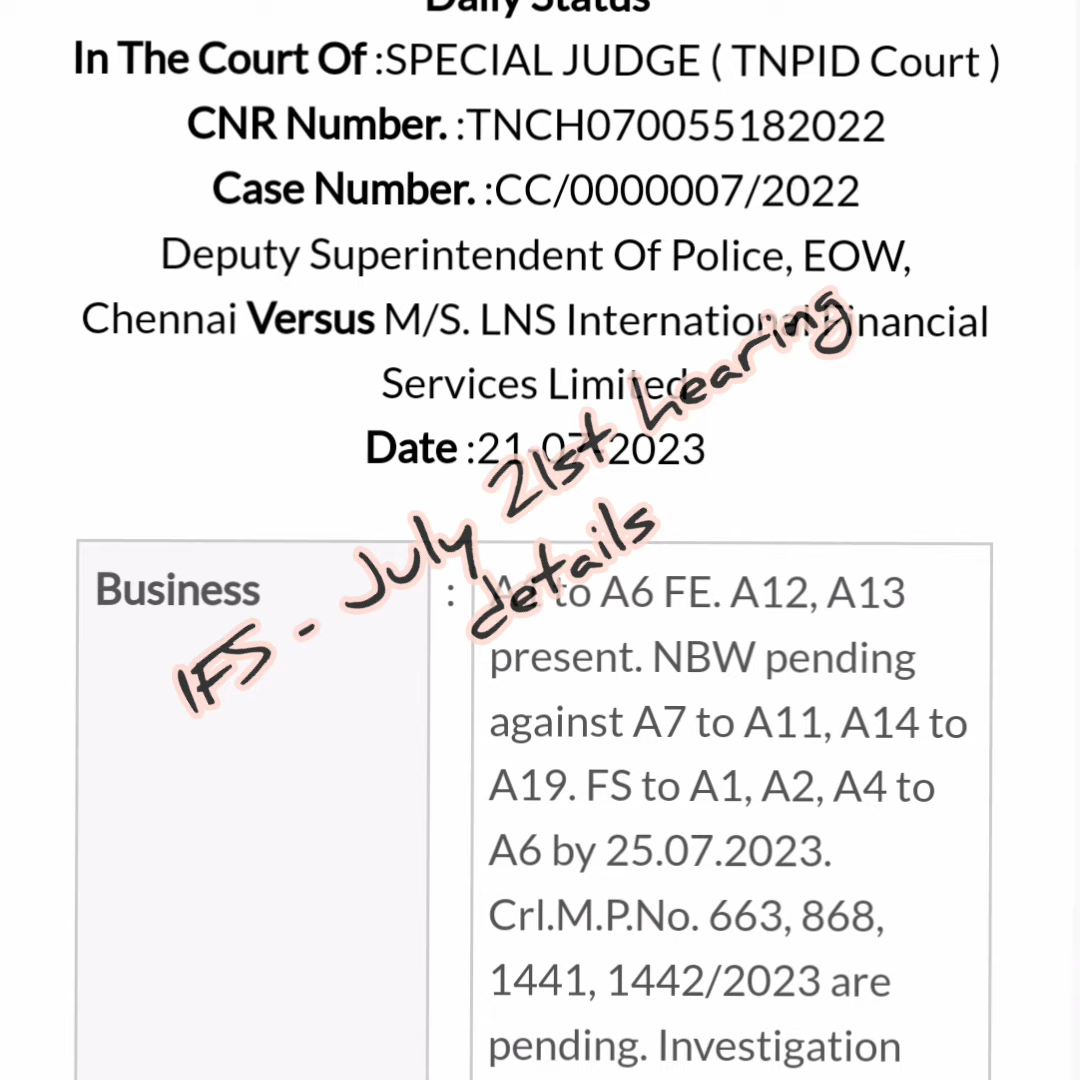 Daily Status
In The Court Of :SPECIAL JUDGE ( TNPID Court )
CNR Number. :TNCH070055182022
Case Number. :CC/0000007/2022
Deputy Superintendent Of Police, EOW,
Chennai Versus M/S. LNS International Financial
Services Limited
Date :21-07-2023
IFS - July 21st hearing
details
Business : to A6 FE. A12, A13
present. NBW pending
against A7 to A11, A14 to
A19. FS to A1, A2, A4 to
A6 by 25.07.2023.
Crl.M.P.No. 663, 868,
1441, 1442/2023 are
pending. Investigation